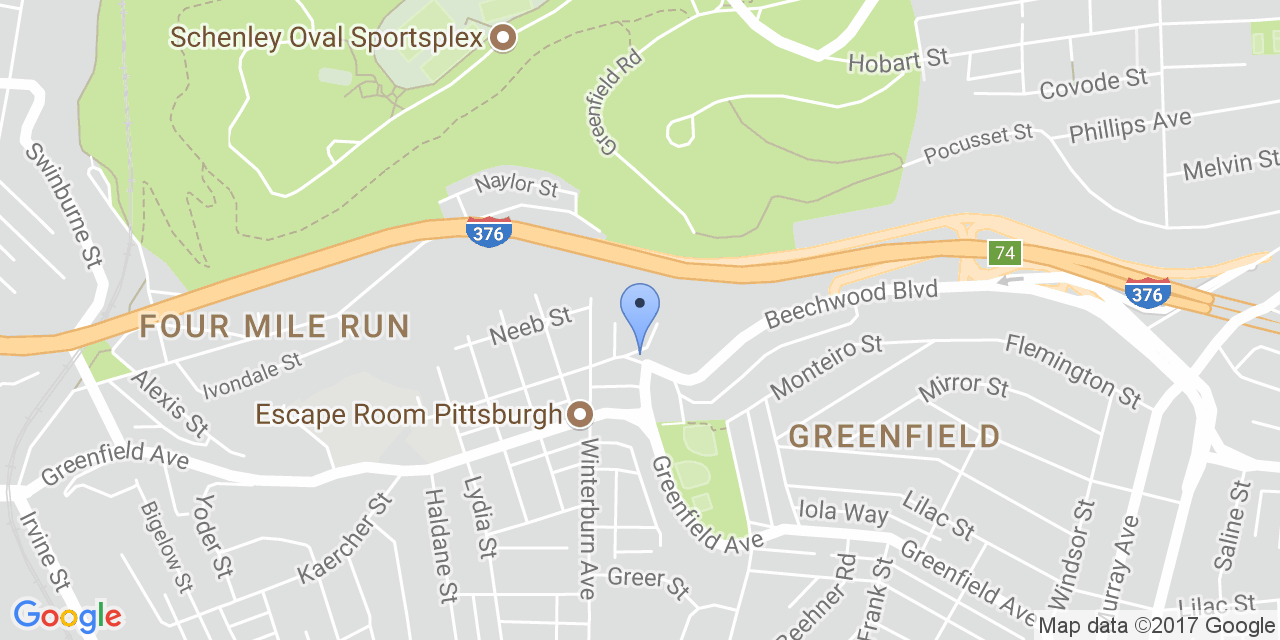 Schenley Oval Sportsplex
Greenfield Rd
Hobart St
Covode St
Phillips Ave
Pocusset St
Melvin St
Swinburne St
Naylor St
376
74
376
Beechwood Blvd
FOUR MILE RUN
Neeb St
Ivondale St
Monteiro St
Flemington St
Mirror St
Alexis St
Escape Room Pittsburgh
GREENFIELD
Greenfield Ave
Winterburn Ave
Greenfield Ave
Iola Way
Lilac St
Yoder St
Bigelow St
Kaercher St
Haldane St
Lydia St
Irvine St
Greer St
Beehner Rd
Frank St
Greenfield Ave
Windsor St
urray Ave
Saline St
Lilac St
Google
Map data ©2017 Google